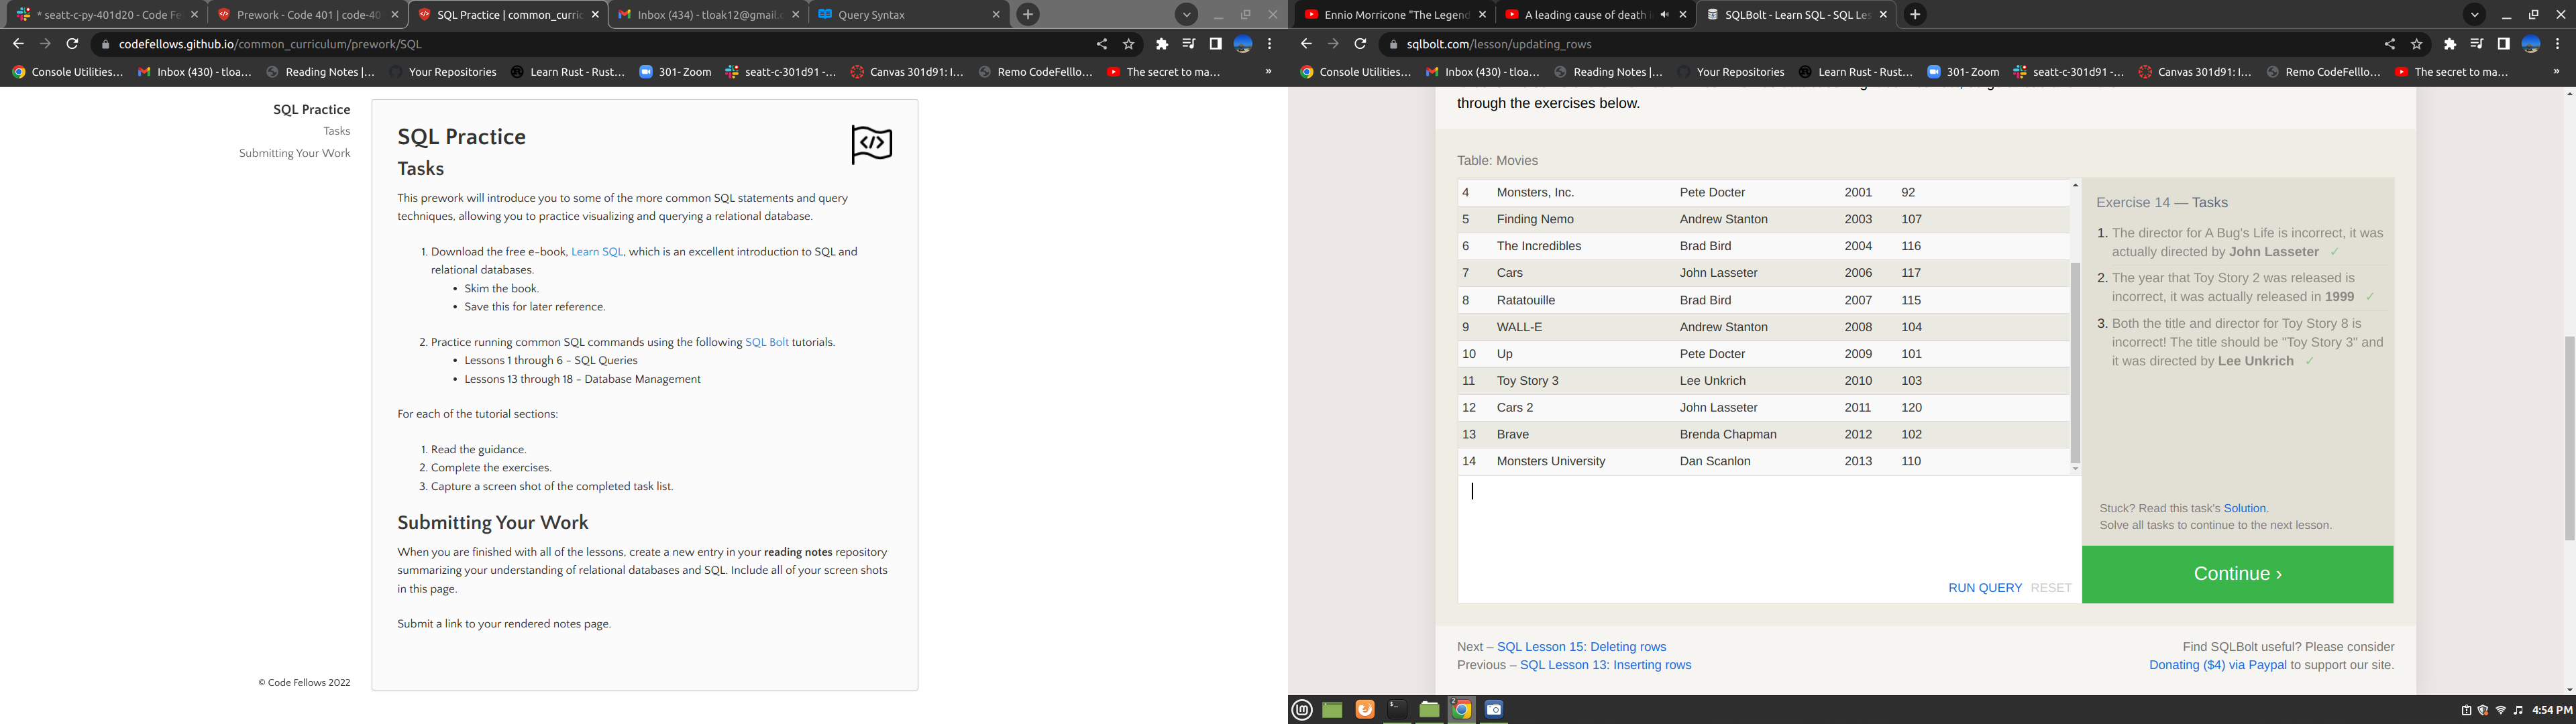 * seatt-c-py-401d20 - Code Fe
Prework - Code 401 | code-40
SQL Practice | common_curric
Inbox (434) - tloak12@gmail.c
Query Syntax
codefellows.github.io/common_curriculum/prework/SQL
Console Utilities...
Inbox (430) - tloa...
Reading Notes |...
Your Repositories
Learn Rust - Rust...
301- Zoom
seatt-c-301d91 -...
Canvas 301d91: I...
Remo CodeFelllo...
The secret to ma...
»
SQL Practice
Tasks
Submitting Your Work
© Code Fellows 2022
SQL Practice
</>
Tasks
This prework will introduce you to some of the more common SQL statements and query
techniques, allowing you to practice visualizing and querying a relational database.
1. Download the free e-book, Learn SQL, which is an excellent introduction to SQL and
relational databases.
• Skim the book.
• Save this for later reference.
2. Practice running common SQL commands using the following SQL Bolt tutorials.
• Lessons 1 through 6 - SQL Queries
• Lessons 13 through 18 - Database Management
For each of the tutorial sections:
1. Read the guidance.
2. Complete the exercises.
3. Capture a screen shot of the completed task list.
Submitting Your Work
When you are finished with all of the lessons, create a new entry in your reading notes repository
summarizing your understanding of relational databases and SQL. Include all of your screen shots
in this page.
Submit a link to your rendered notes page.
Ennio Morricone "The Legend
A leading cause of death i
SQLBolt - Learn SQL - SQL Les
sqlbolt.com/lesson/updating_rows
Console Utilities...
Inbox (430) - tloa...
Reading Notes |...
Your Repositories
Learn Rust - Rust...
301- Zoom
seatt-c-301d91 -...
Canvas 301d91: I...
Remo CodeFelllo...
The secret to ma...
»
through the exercises below.
Table: Movies
4 Monsters, Inc. Pete Docter 2001 92
5 Finding Nemo Andrew Stanton 2003 107
6 The Incredibles Brad Bird 2004 116
7 Cars John Lasseter 2006 117
8 Ratatouille Brad Bird 2007 115
9 WALL-E Andrew Stanton 2008 104
10 Up Pete Docter 2009 101
11 Toy Story 3 Lee Unkrich 2010 103
12 Cars 2 John Lasseter 2011 120
13 Brave Brenda Chapman 2012 102
14 Monsters University Dan Scanlon 2013 110
RUN QUERY RESET
Exercise 14 — Tasks
1. The director for A Bug's Life is incorrect, it was
actually directed by John Lasseter ✓
2. The year that Toy Story 2 was released is
incorrect, it was actually released in 1999 ✓
3. Both the title and director for Toy Story 8 is
incorrect! The title should be "Toy Story 3" and
it was directed by Lee Unkrich ✓
Stuck? Read this task's Solution.
Solve all tasks to continue to the next lesson.
Continue ›
Next – SQL Lesson 15: Deleting rows
Previous – SQL Lesson 13: Inserting rows
Find SQLBolt useful? Please consider
Donating ($4) via Paypal to support our site.
2
4:54 PM